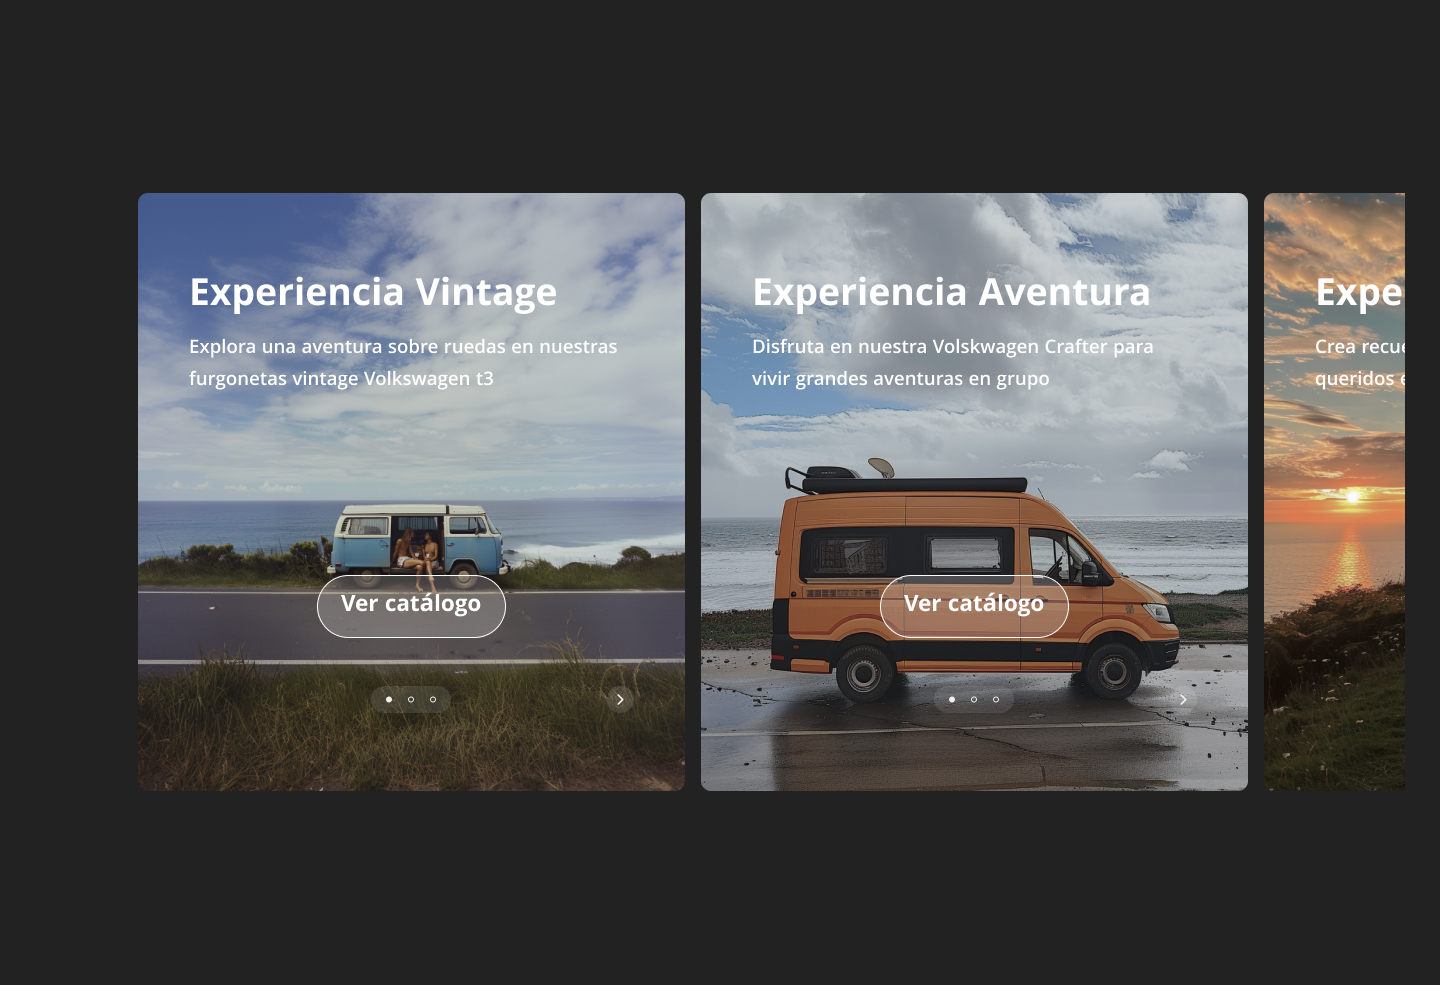 Experiencia Vintage
Explora una aventura sobre ruedas en nuestras
furgonetas vintage Volkswagen t3
Ver catálogo
Experiencia Aventura
Disfruta en nuestra Volskwagen Crafter para
vivir grandes aventuras en grupo
Ver catálogo
Expe
Crea recue
queridos e